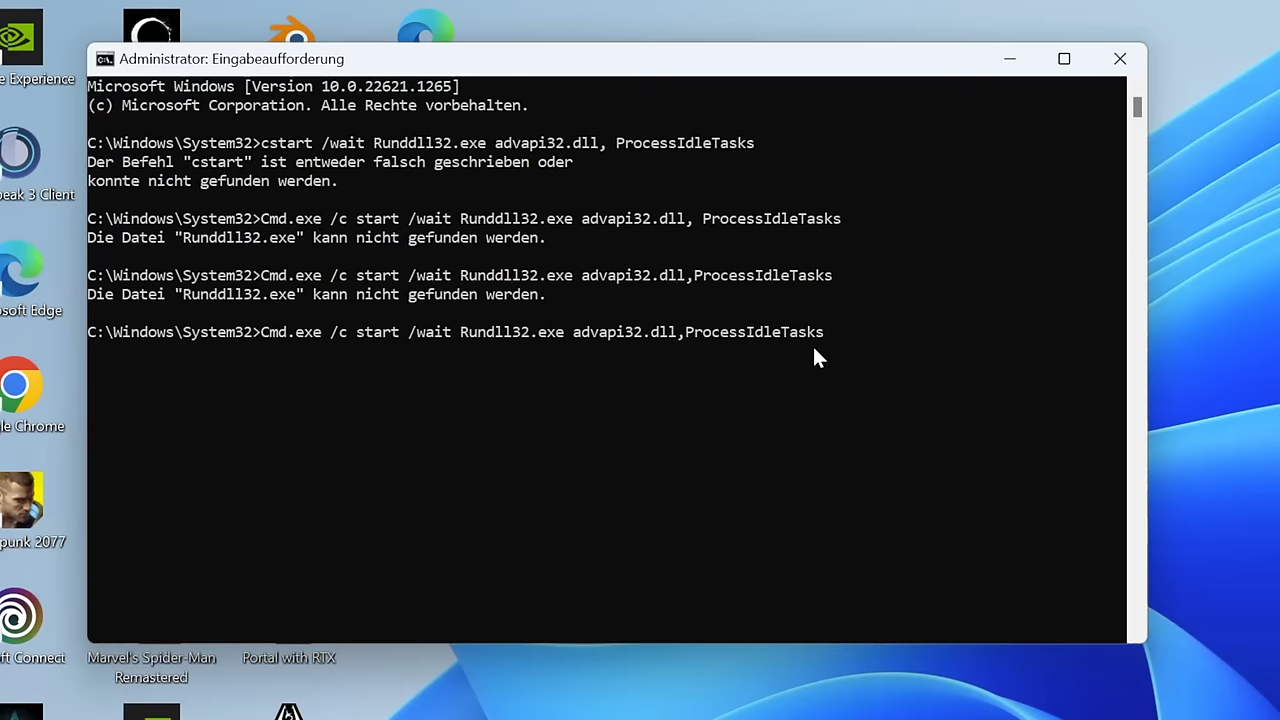 e Experience
Administrator: Eingabeaufforderung
Microsoft Windows [Version 10.0.22621.1265]
(c) Microsoft Corporation. Alle Rechte vorbehalten.
C:\Windows\System32>cstart /wait Runddll32.exe advapi32.dll, ProcessIdleTasks
Der Befehl "cstart" ist entweder falsch geschrieben oder
konnte nicht gefunden werden.
C:\Windows\System32>Cmd.exe /c start /wait Runddll32.exe advapi32.dll, ProcessIdleTasks
Die Datei "Runddll32.exe" kann nicht gefunden werden.
C:\Windows\System32>Cmd.exe /c start /wait Runddll32.exe advapi32.dll,ProcessIdleTasks
Die Datei "Runddll32.exe" kann nicht gefunden werden.
C:\Windows\System32>Cmd.exe /c start /wait Rundll32.exe advapi32.dll,ProcessIdleTasks
eak 3 Client
soft Edge
le Chrome
punk 2077
ft Connect
Marvel's Spider-Man
Remastered
Portal with RTX